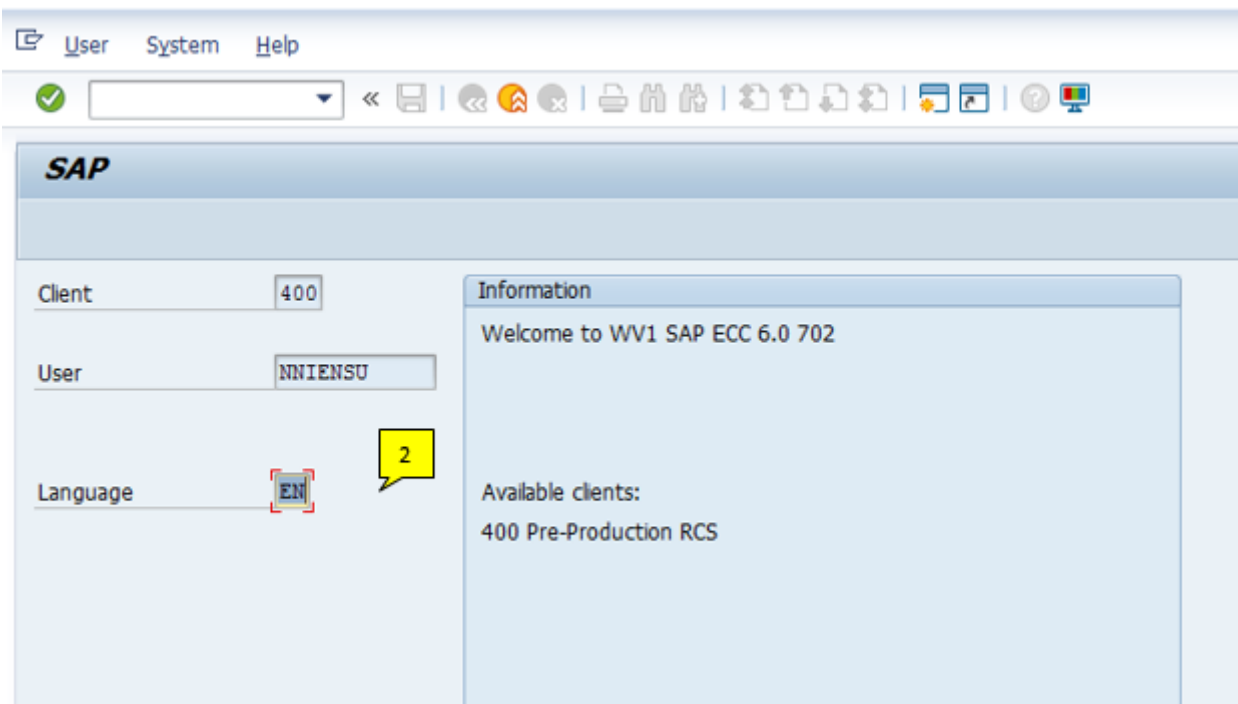 User System Help
SAP
Client 400
Information
Welcome to WV1 SAP ECC 6.0 702
User NNIENSU
2
Language EN
Available clients:
400 Pre-Production RCS